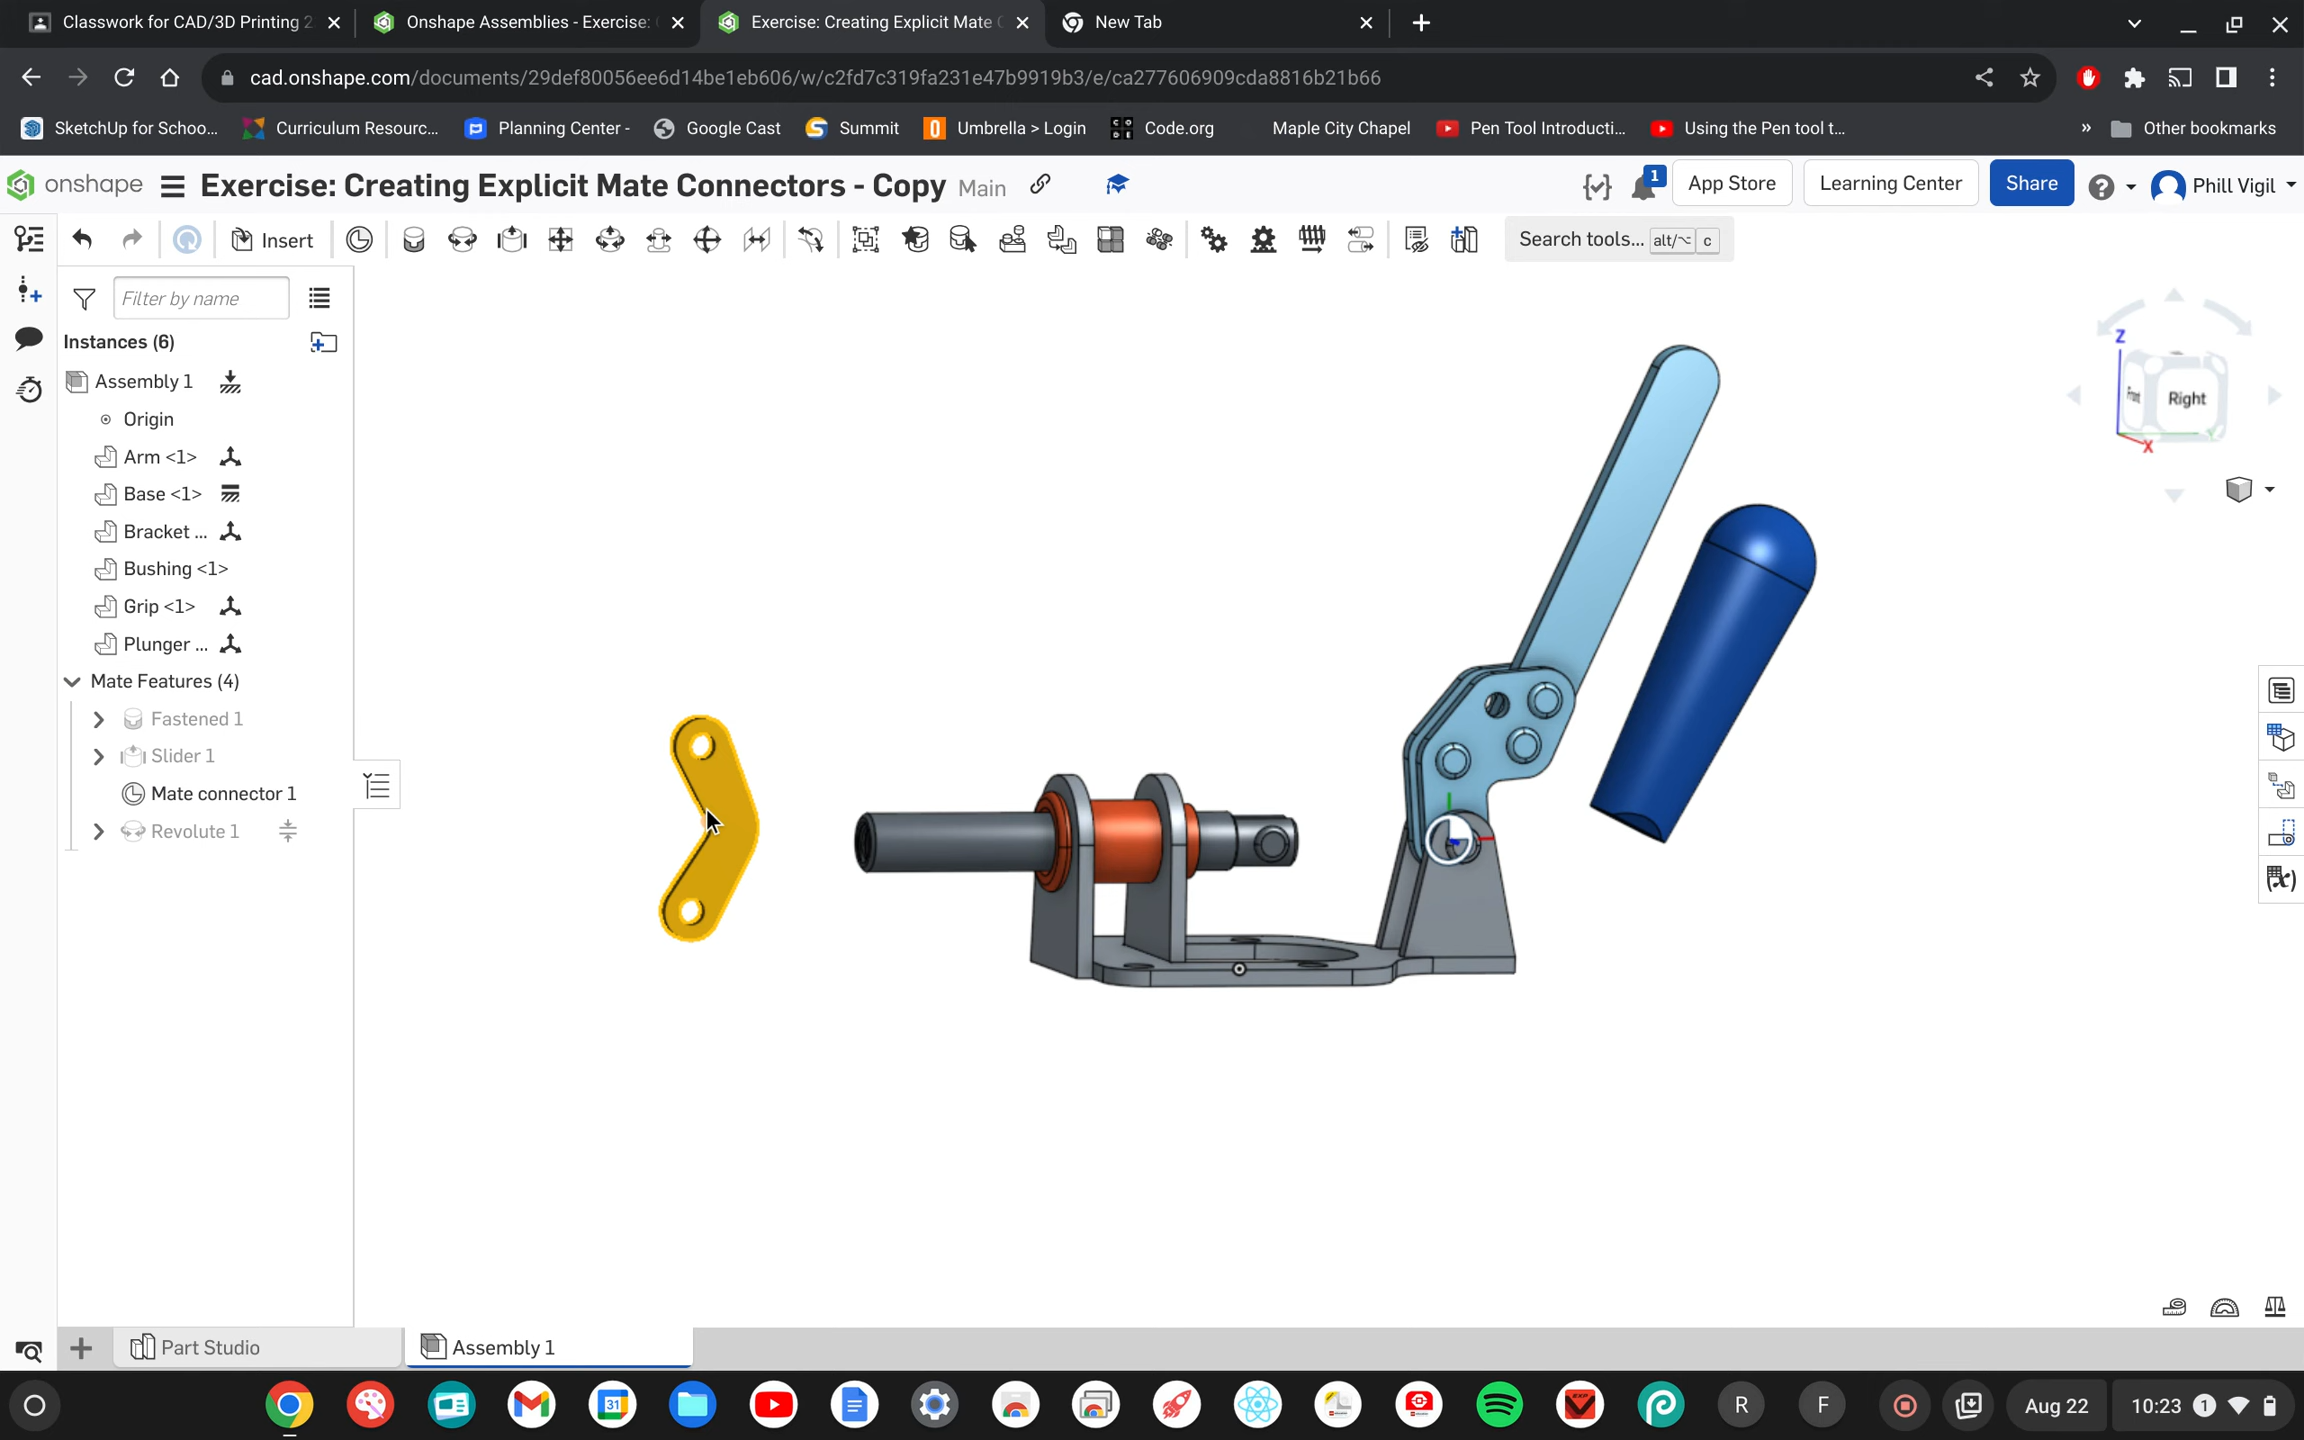 Classwork for CAD/3D Printing 2
Onshape Assemblies - Exercise:
Exercise: Creating Explicit Mate C
New Tab
cad.onshape.com/documents/29def80056ee6d14be1eb606/w/c2fd7c319fa231e47b9919b3/e/ca277606909cda8816b21b66
SketchUp for Schoo...
Curriculum Resourc...
Planning Center -
Google Cast
Summit
Umbrella > Login
Code.org
Maple City Chapel
Pen Tool Introducti...
Using the Pen tool t...
»
Other bookmarks
onshape
Exercise: Creating Explicit Mate Connectors - Copy
Main
1
App Store
Learning Center
Share
Phill Vigil
Insert
Search tools... alt/⌥ c
Filter by name
Instances (6)
Assembly 1
Origin
Arm <1>
Base <1>
Bracket ...
Bushing <1>
Grip <1>
Plunger ...
Mate Features (4)
Fastened 1
Slider 1
Mate connector 1
Revolute 1
Z
Front
Right
Y
X
Part Studio
Assembly 1
31
R
F
Aug 22
10:23
1